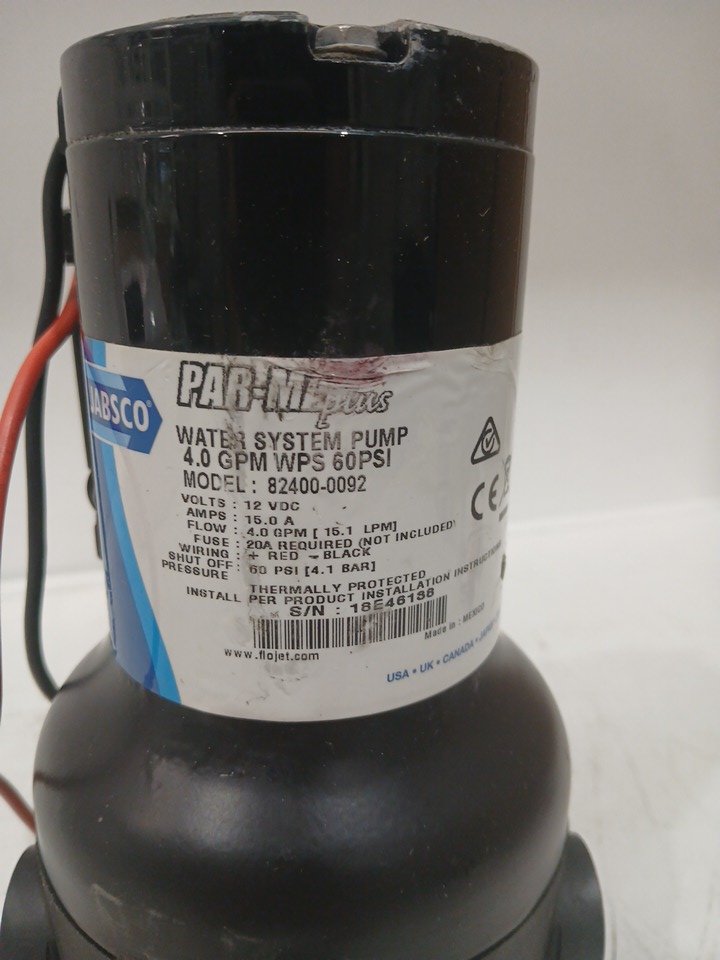 JABSCO®
PAR-MAX plus
WATER SYSTEM PUMP
4.0 GPM WPS 60PSI
MODEL : 82400-0092
VOLTS : 12 VDC
AMPS : 15.0 A
FLOW : 4.0 GPM [ 15.1 LPM]
FUSE : 20A REQUIRED (NOT INCLUDED)
WIRING : + RED - BLACK
SHUT OFF : 60 PSI [4.1 BAR]
PRESSURE
THERMALLY PROTECTED
INSTALL PER PRODUCT INSTALLATION INSTRUCTIONS
S/N : 18E46186
Made in : MEXICO
www.flojet.com
USA • UK • CANADA •
CE